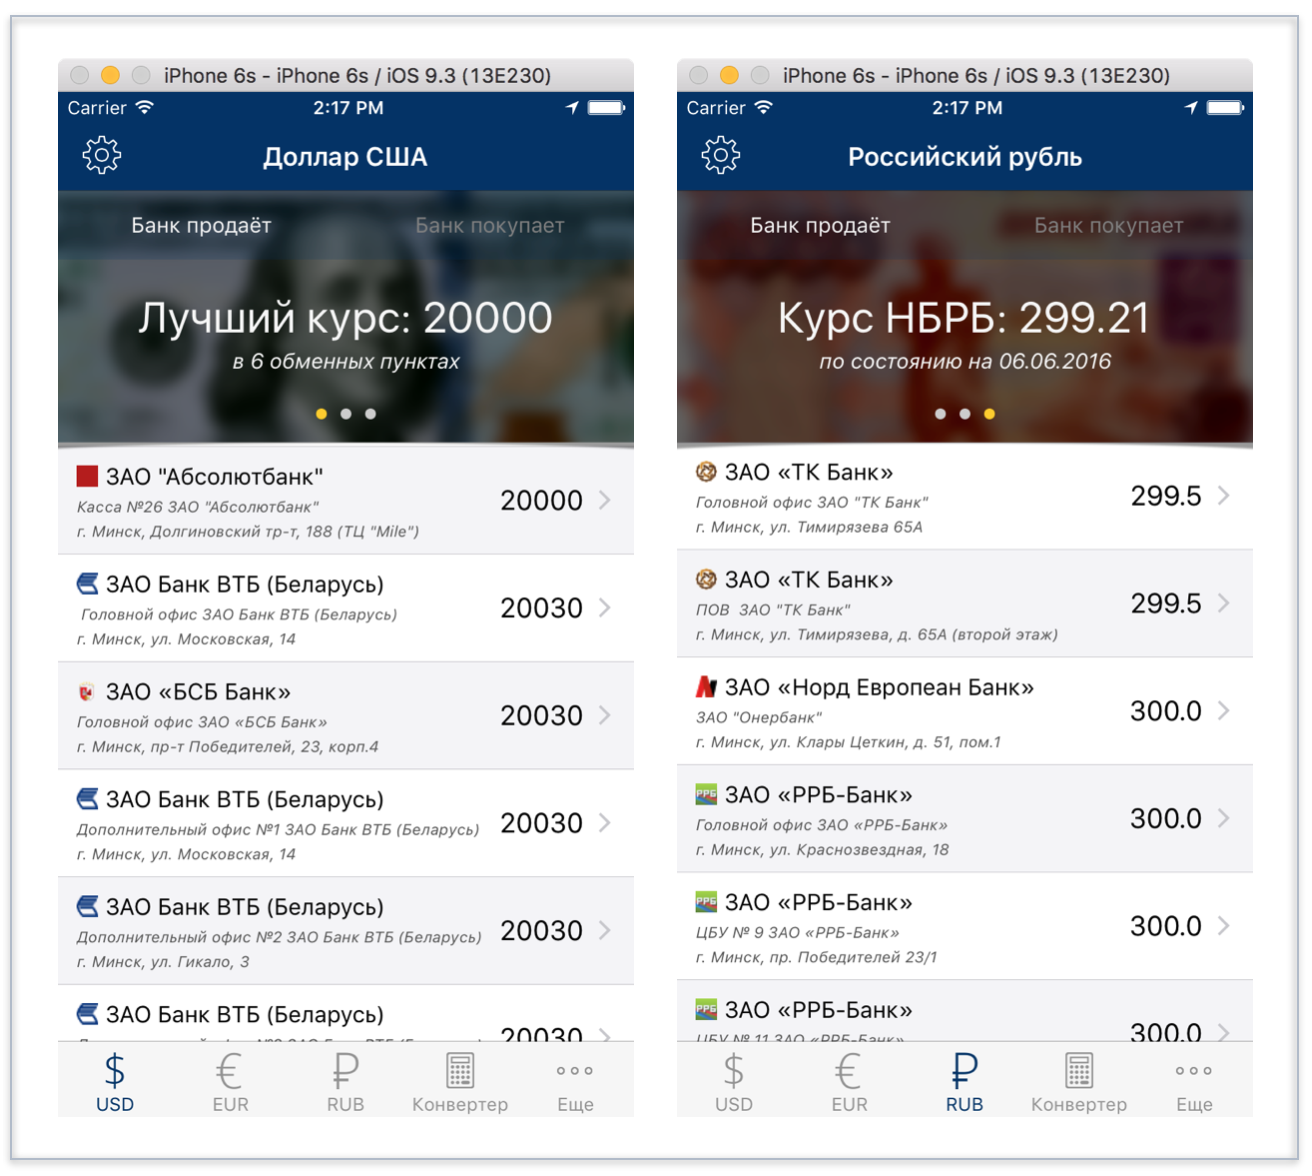 iPhone 6s - iPhone 6s / iOS 9.3 (13E230)
Carrier 2:17 PM
Доллар США
Банк продаёт Банк покупает
Лучший курс: 20000
в 6 обменных пунктах
ЗАО "Абсолютбанк"
Касса №26 ЗАО "Абсолютбанк"
20000
г. Минск, Долгиновский тр-т, 188 (ТЦ "Mile")
ЗАО Банк ВТБ (Беларусь)
Головной офис ЗАО Банк ВТБ (Беларусь)
20030
г. Минск, ул. Московская, 14
ЗАО «БСБ Банк»
Головной офис ЗАО «БСБ Банк»
20030
г. Минск, пр-т Победителей, 23, корп.4
ЗАО Банк ВТБ (Беларусь)
Дополнительный офис №1 ЗАО Банк ВТБ (Беларусь)
20030
г. Минск, ул. Московская, 14
ЗАО Банк ВТБ (Беларусь)
Дополнительный офис №2 ЗАО Банк ВТБ (Беларусь)
20030
г. Минск, ул. Гикало, 3
ЗАО Банк ВТБ (Беларусь)
20030
USD EUR RUB Конвертер Еще
iPhone 6s - iPhone 6s / iOS 9.3 (13E230)
Carrier 2:17 PM
Российский рубль
Банк продаёт Банк покупает
Курс НБРБ: 299.21
по состоянию на 06.06.2016
ЗАО «ТК Банк»
Головной офис ЗАО "ТК Банк"
299.5
г. Минск, ул. Тимирязева 65А
ЗАО «ТК Банк»
ПОВ ЗАО "ТК Банк"
299.5
г. Минск, ул. Тимирязева, д. 65А (второй этаж)
ЗАО «Норд Европеан Банк»
ЗАО "Онербанк"
300.0
г. Минск, ул. Клары Цеткин, д. 51, пом.1
ЗАО «РРБ-Банк»
Головной офис ЗАО «РРБ-Банк»
300.0
г. Минск, ул. Краснозвездная, 18
ЗАО «РРБ-Банк»
ЦБУ № 9 ЗАО «РРБ-Банк»
300.0
г. Минск, пр. Победителей 23/1
ЗАО «РРБ-Банк»
ЦБУ № 11 ЗАО «РРБ-Банк»
300.0
USD EUR RUB Конвертер Еще